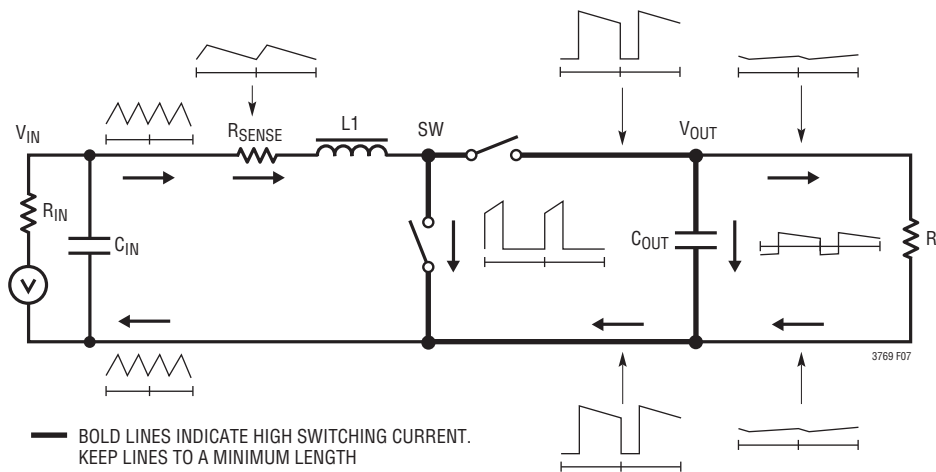 RSENSE
L1
SW
VIN
VOUT
RIN
CIN
COUT
R
V
3769 F07
BOLD LINES INDICATE HIGH SWITCHING CURRENT.
KEEP LINES TO A MINIMUM LENGTH